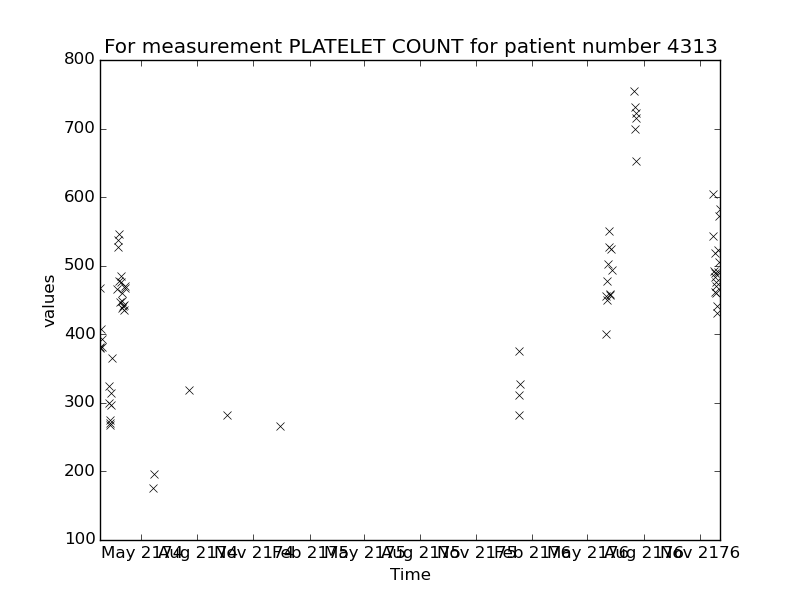 For measurement PLATELET COUNT for patient number 4313
800
700
600
500
400
300
200
100
values
May 2174 Aug 2174 Nov 2174 Feb 2175 May 2175 Aug 2175 Nov 2175 Feb 2176 May 2176 Aug 2176 Nov 2176
Time